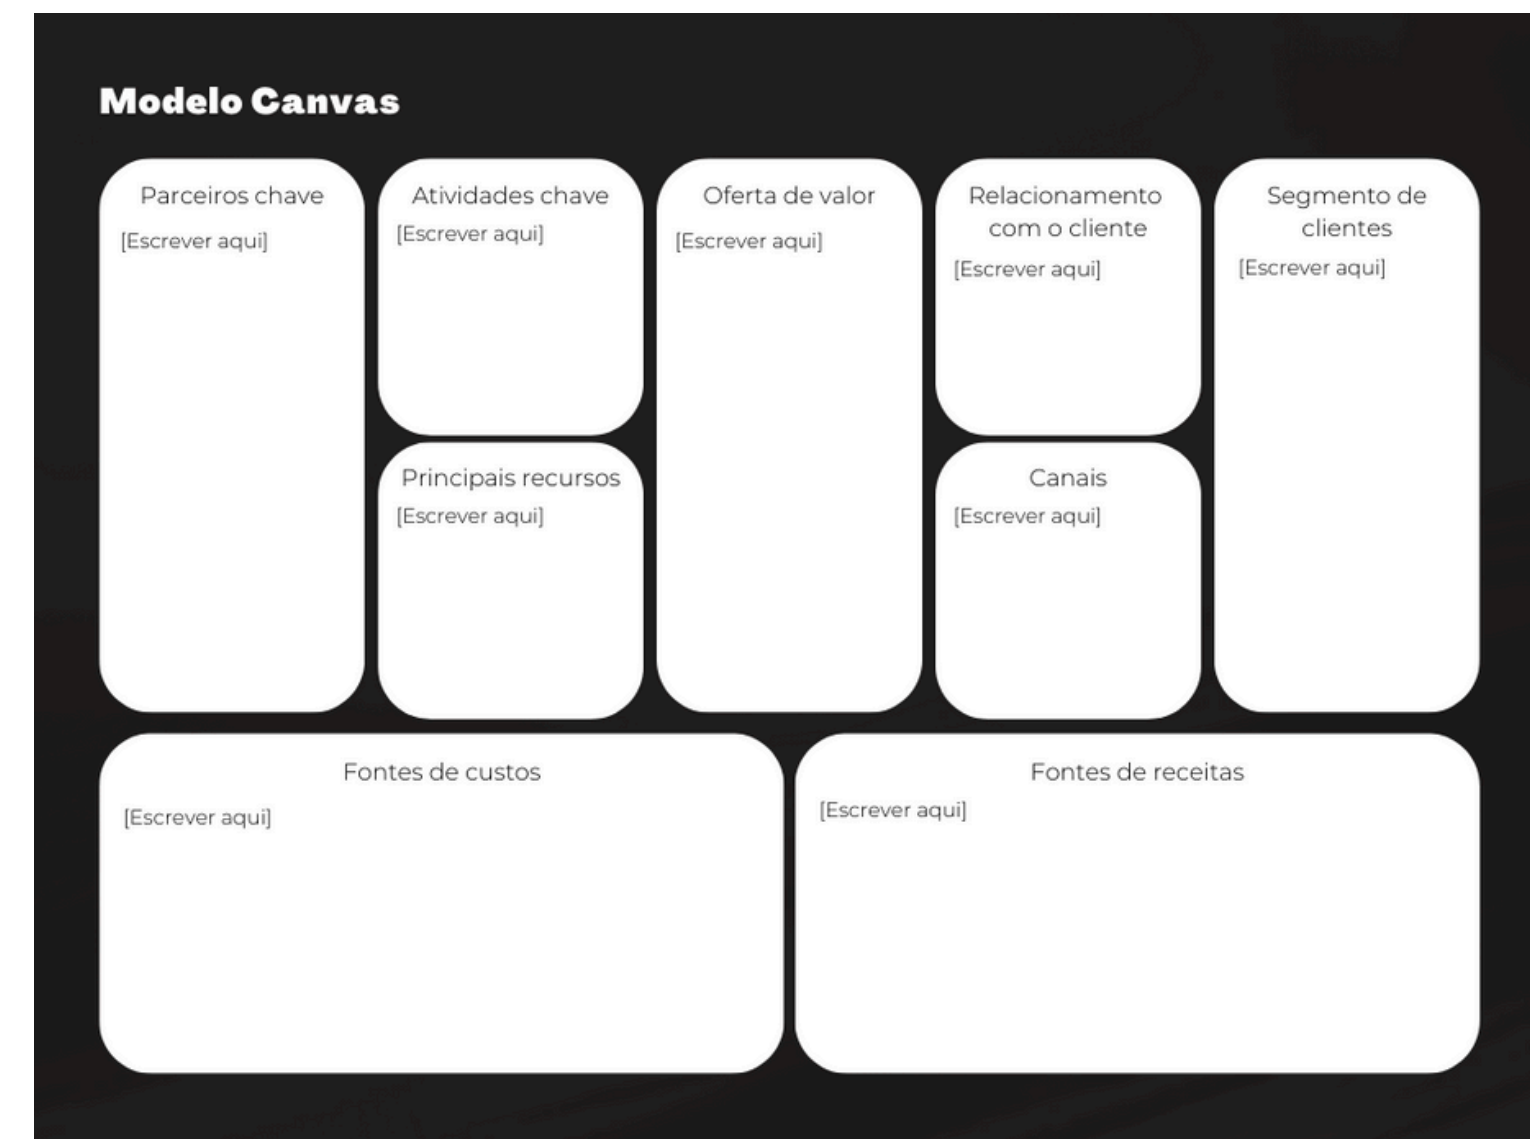 Modelo Canvas
Parceiros chave
[Escrever aqui]
Atividades chave
[Escrever aqui]
Principais recursos
[Escrever aqui]
Oferta de valor
[Escrever aqui]
Relacionamento
com o cliente
[Escrever aqui]
Canais
[Escrever aqui]
Segmento de
clientes
[Escrever aqui]
Fontes de custos
[Escrever aqui]
Fontes de receitas
[Escrever aqui]